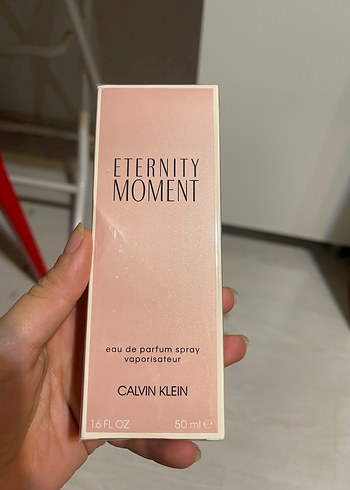 ETERNITY
MOMENT
eau de parfum spray
vaporisateur
CALVIN KLEIN
1.6 FL OZ 50 ml ℮